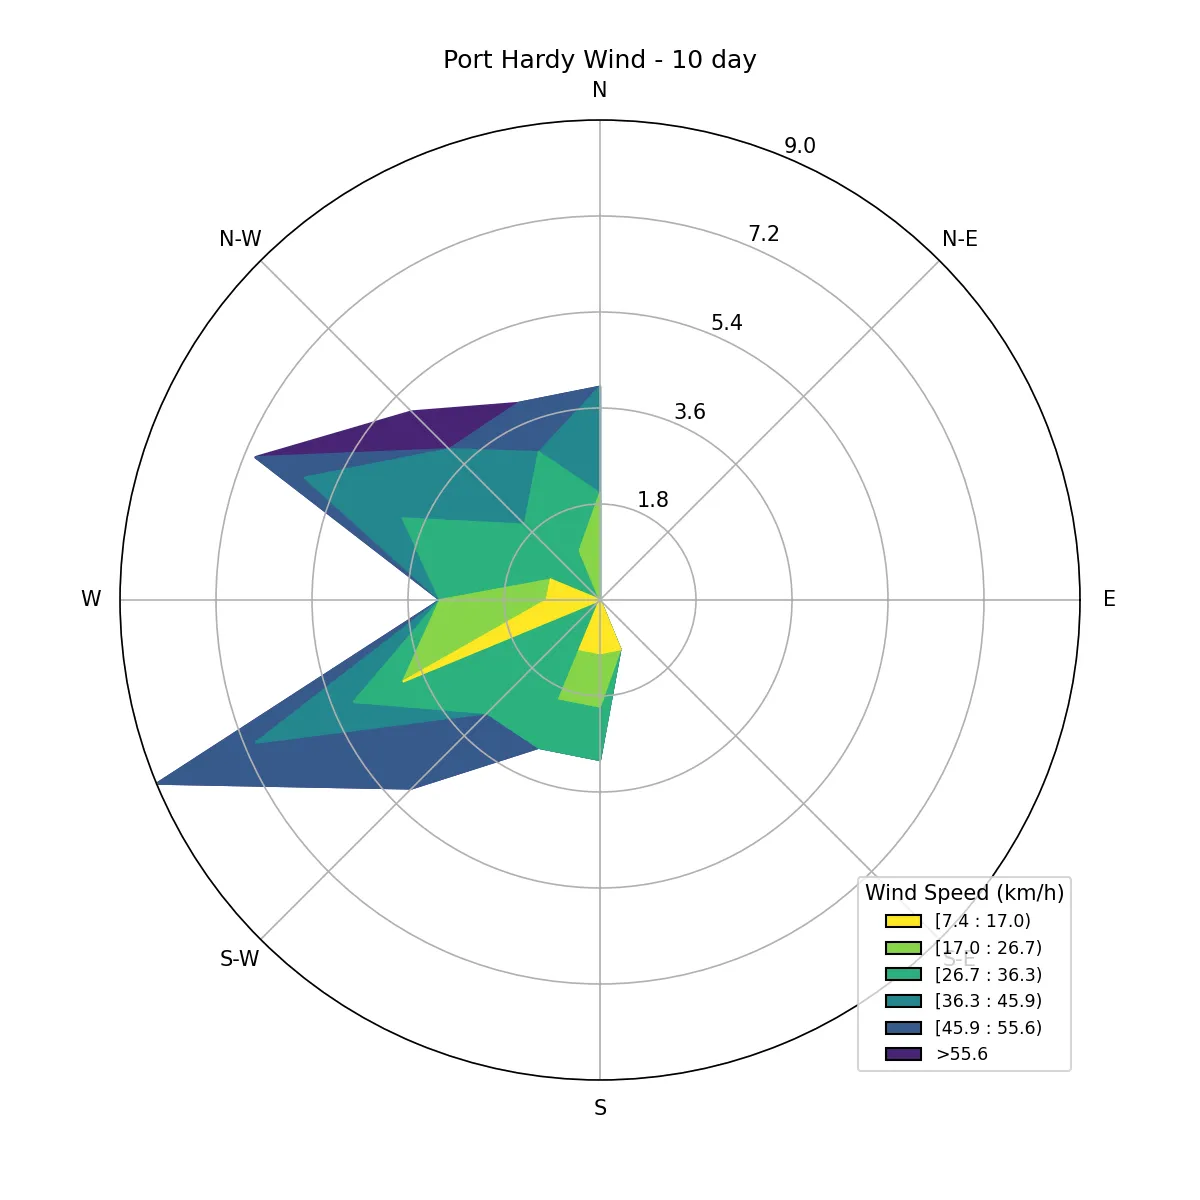 Port Hardy Wind - 10 day
N
9.0
N-W
N-E
7.2
5.4
3.6
1.8
W
E
S-W
S-E
S
Wind Speed (km/h)
[7.4 : 17.0)
[17.0 : 26.7)
[26.7 : 36.3)
[36.3 : 45.9)
[45.9 : 55.6)
>55.6